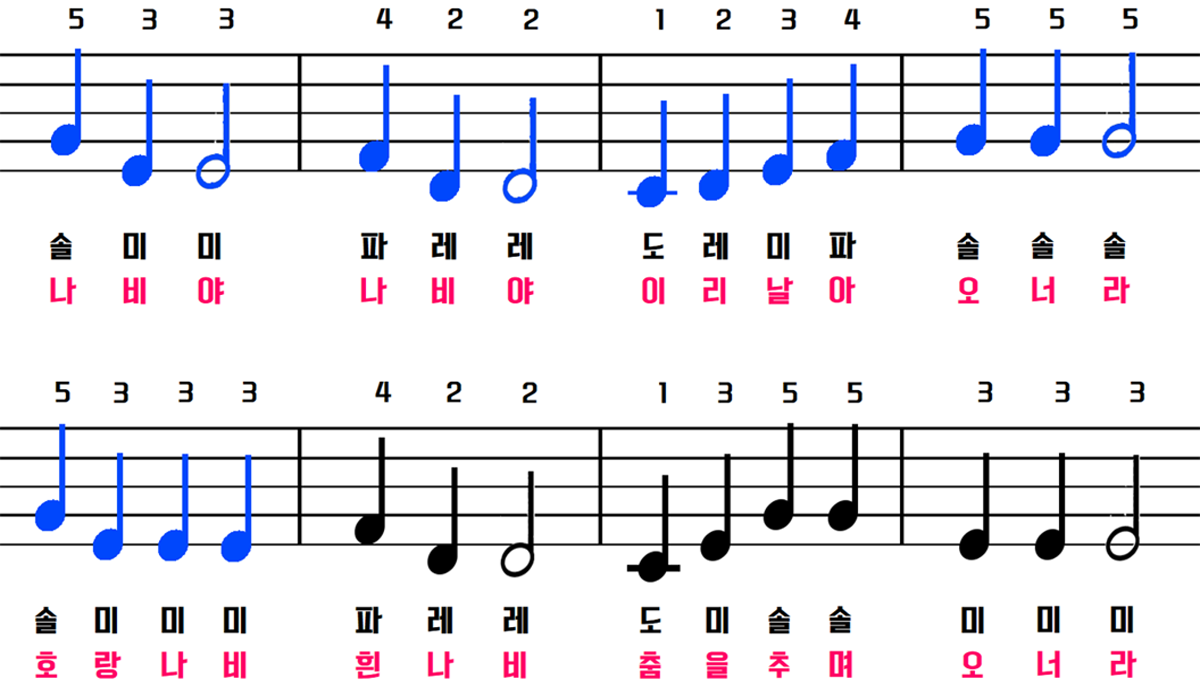 5 3 3 4 2 2 1 2 3 4 5 5 5
솔 미 미 파 레 레 도 레 미 파 솔 솔 솔
나 비 야 나 비 야 이 리 날 아 오 너 라
5 3 3 3 4 2 2 1 3 5 5 3 3 3
솔 미 미 미 파 레 레 도 미 솔 솔 미 미 미
호 랑 나 비 흰 나 비 춤 을 추 며 오 너 라